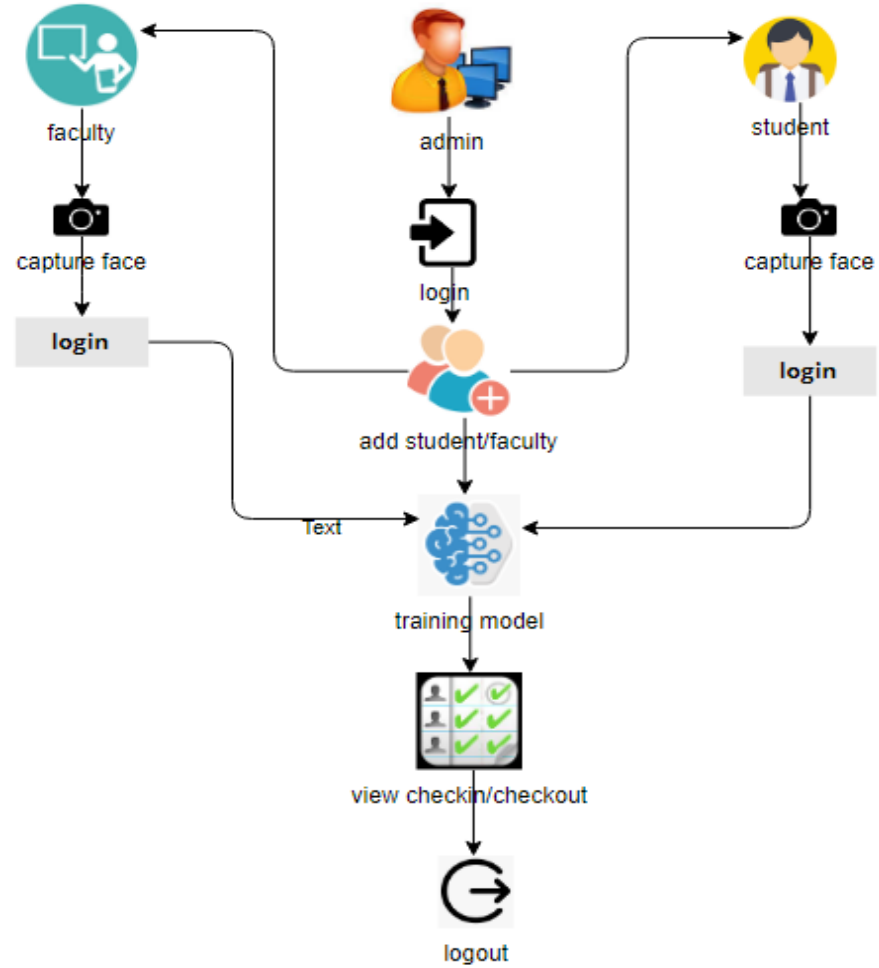 faculty
admin
student
capture face
login
capture face
login
login
add student/faculty
Text
training model
view checkin/checkout
logout